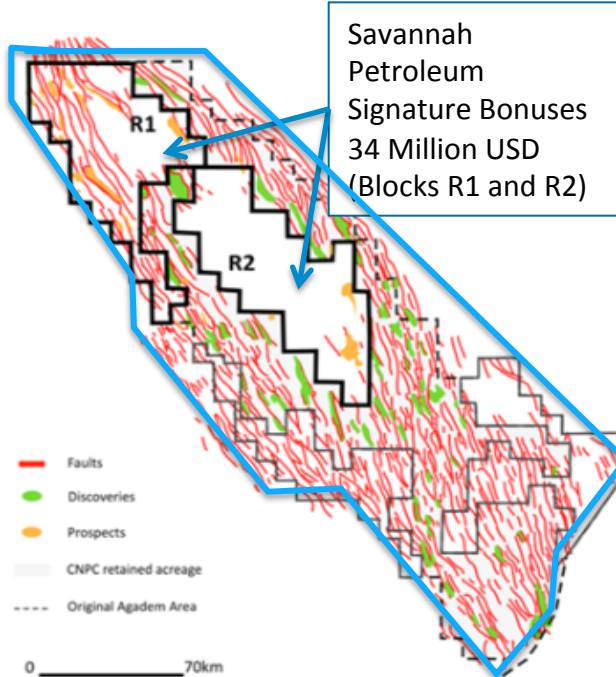 Savannah
Petroleum
Signature Bonuses
34 Million USD
(Blocks R1 and R2)
R1
R2
Faults
Discoveries
Prospects
CNPC retained acreage
Original Agadem Area
0 70km